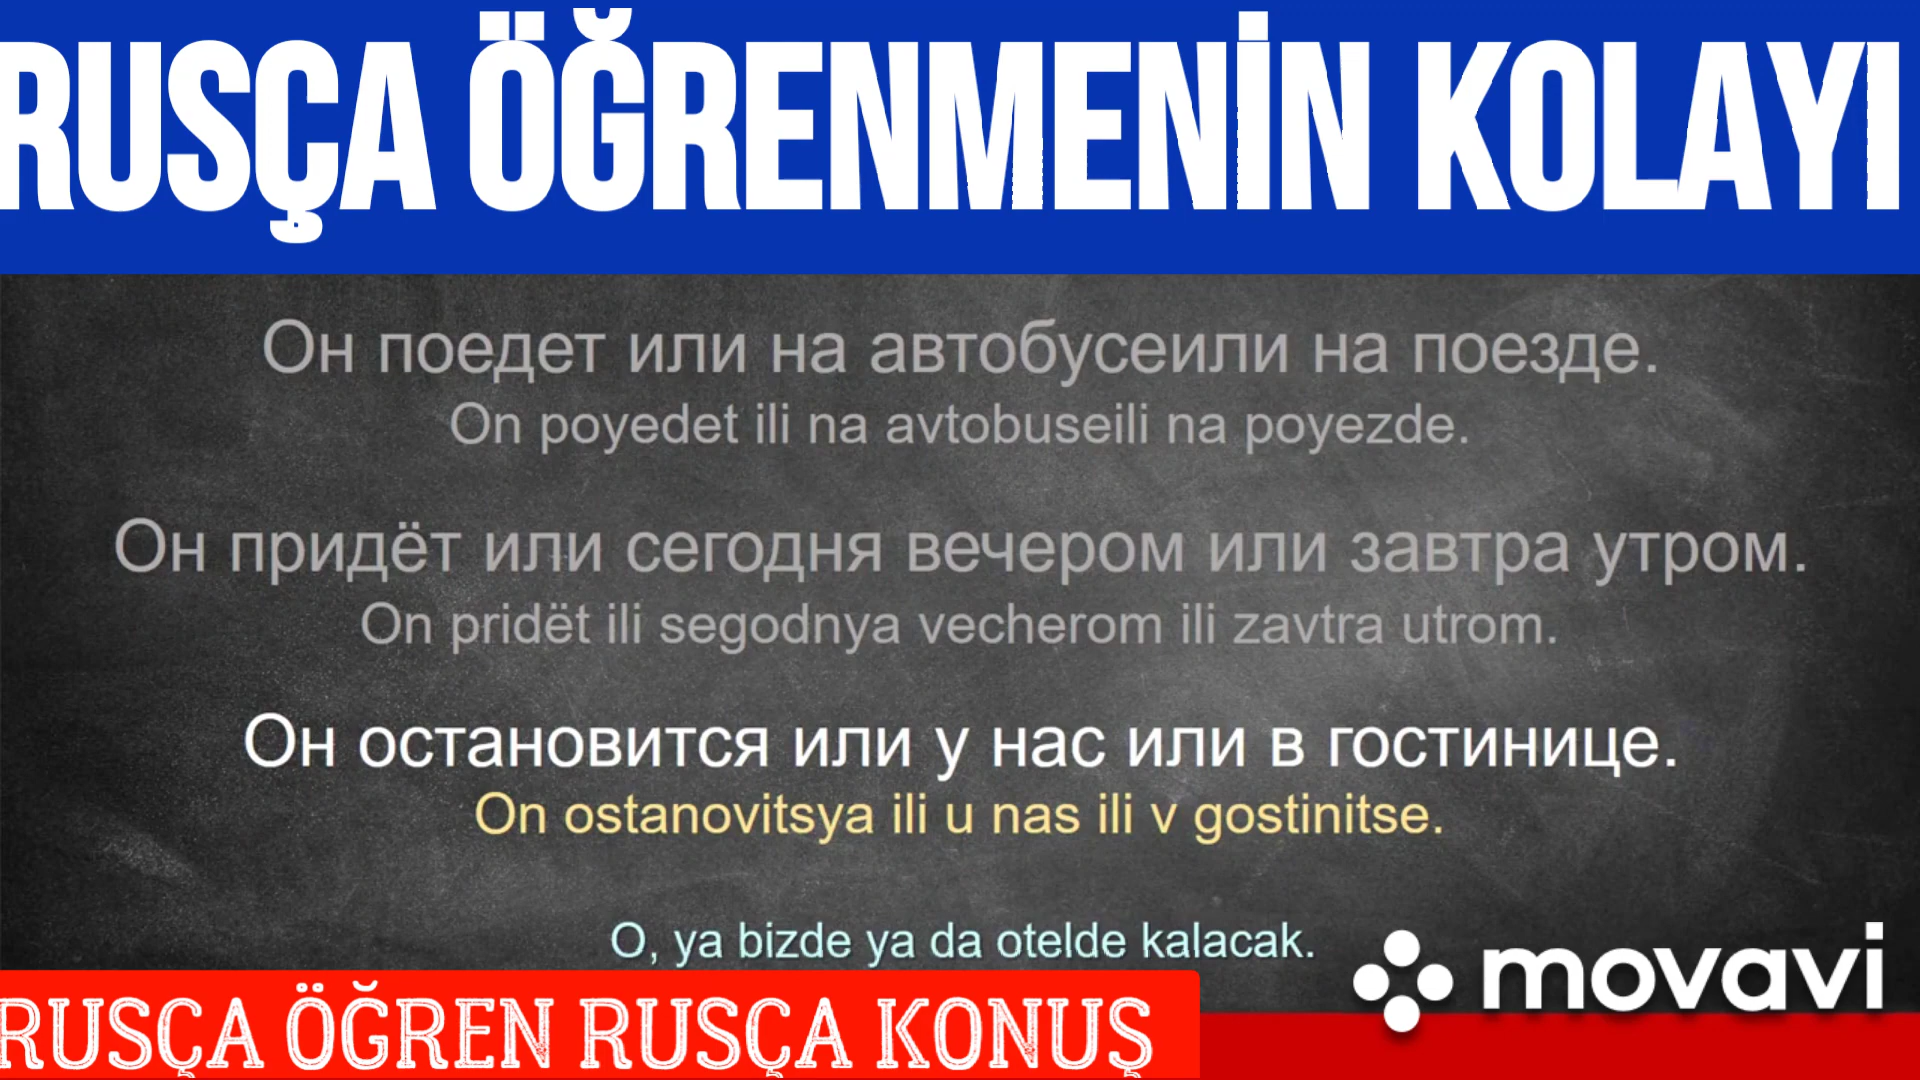 RUSÇA ÖĞRENMENİN KOLAYI
Он поедет или на автобусеили на поезде.
On poyedet ili na avtobuseili na poyezde.
Он придёт или сегодня вечером или завтра утром.
On pridët ili segodnya vecherom ili zavtra utrom.
Он остановится или у нас или в гостинице.
On ostanovitsya ili u nas ili v gostinitse.
O, ya bizde ya da otelde kalacak.
movavi
RUSÇA ÖĞREN RUSÇA KONUŞ